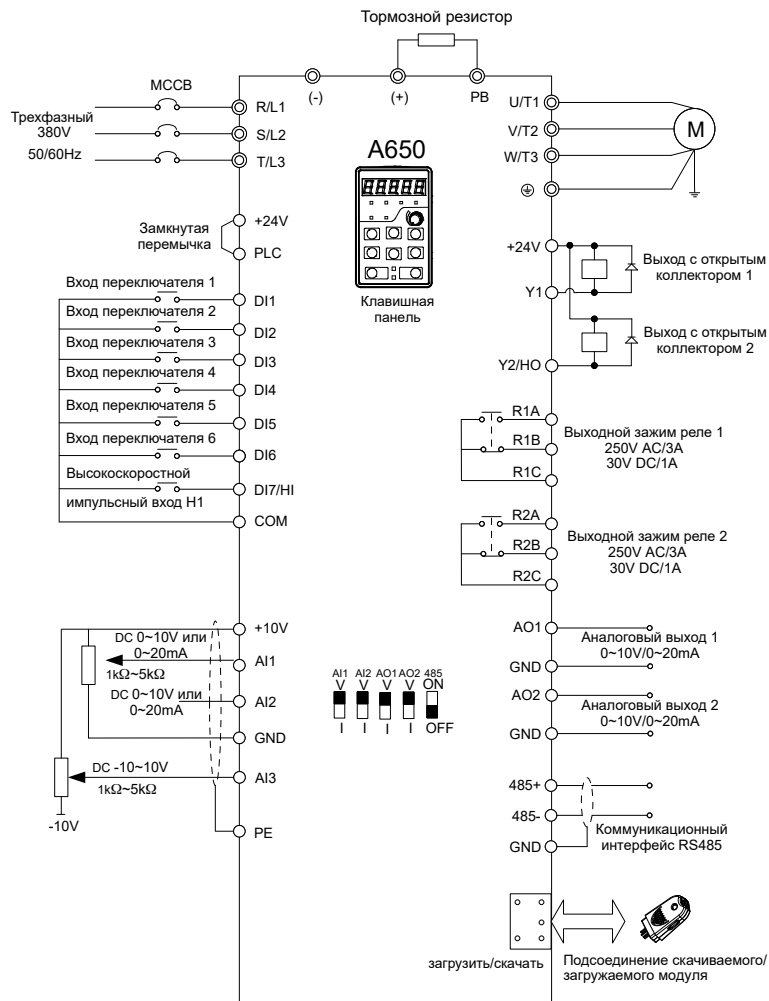 Тормозной резистор
MCCB
(-)
(+)
PB
R/L1
S/L2
T/L3
Трехфазный
380V
50/60Hz
U/T1
V/T2
W/T3
M
A650
Клавишная
панель
+24V
PLC
Замкнутая
перемычка
Вход переключателя 1
DI1
Вход переключателя 2
DI2
Вход переключателя 3
DI3
Вход переключателя 4
DI4
Вход переключателя 5
DI5
Вход переключателя 6
DI6
Высокоскоростной
импульсный вход H1
DI7/HI
COM
+24V
Y1
Выход с открытым
коллектором 1
Y2/HO
Выход с открытым
коллектором 2
R1A
R1B
R1C
Выходной зажим реле 1
250V AC/3A
30V DC/1A
R2A
R2B
R2C
Выходной зажим реле 2
250V AC/3A
30V DC/1A
+10V
DC 0~10V или
0~20mA
1kΩ~5kΩ
AI1
DC 0~10V или
0~20mA
AI2
GND
DC -10~10V
1kΩ~5kΩ
AI3
-10V
PE
AI1 AI2 AO1 AO2 485
V V V V ON
I I I I OFF
AO1
GND
Аналоговый выход 1
0~10V/0~20mA
AO2
GND
Аналоговый выход 2
0~10V/0~20mA
485+
485-
GND
Коммуникационный
интерфейс RS485
загрузить/скачать
Подсоединение скачиваемого/
загружаемого модуля